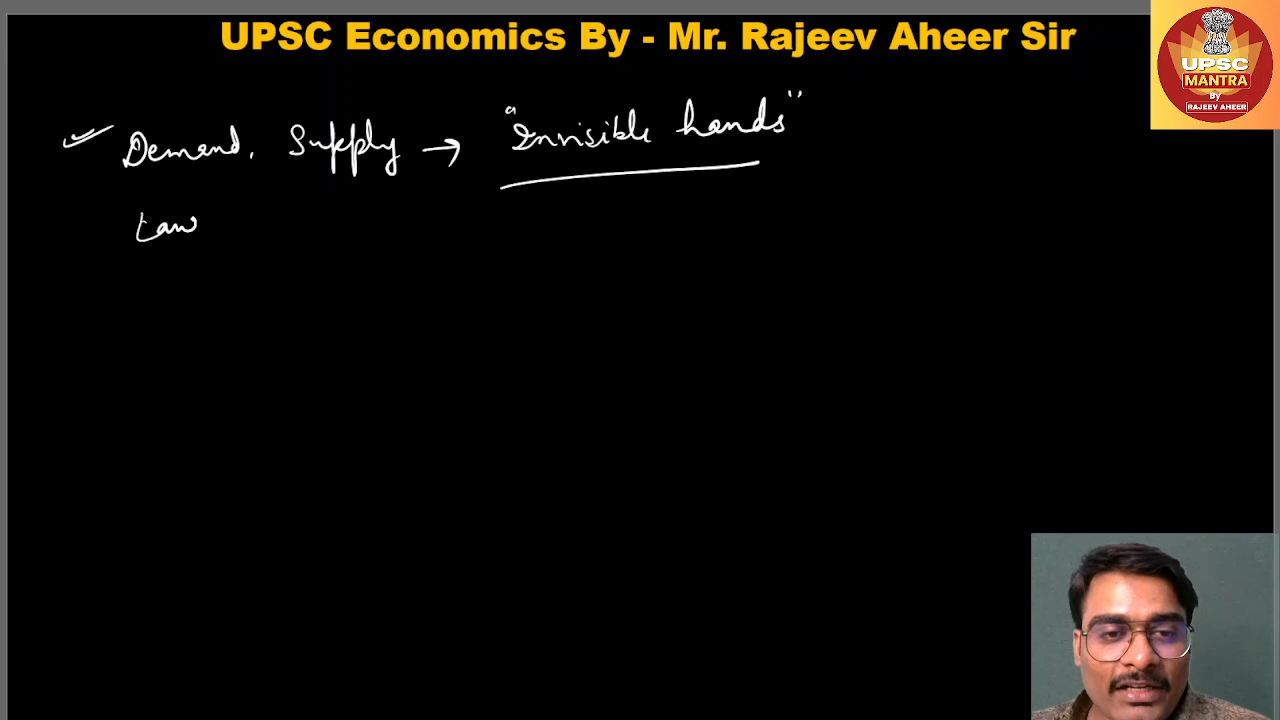 UPSC Economics By - Mr. Rajeev Aheer Sir
UPSC
MANTRA
By
RAJEEV AHEER
Demand, Supply → "Invisible hands"
Law